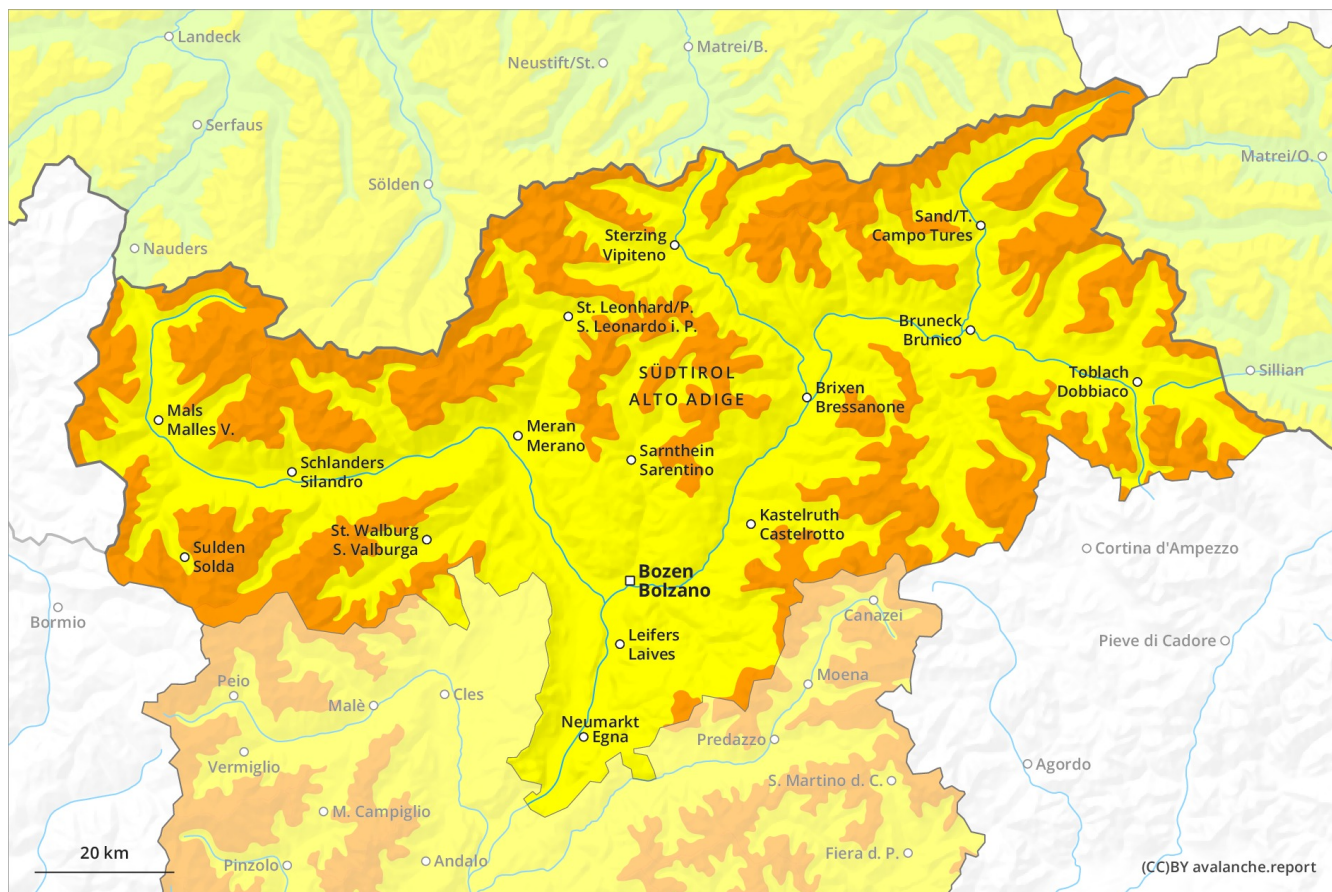 Landeck
Matrei/B.
Neustift/St.
Serfaus
Matrei/O.
Sölden
Sand/T.
Campo Tures
Sterzing
Vipiteno
Nauders
St. Leonhard/P.
S. Leonardo i. P.
Bruneck
Brunico
SÜDTIROL
ALTO ADIGE
Toblach
Dobbiaco
Sillian
Brixen
Bressanone
Mals
Malles V.
Meran
Merano
Sarnthein
Sarentino
Schlanders
Silandro
Kastelruth
Castelrotto
St. Walburg
S. Valburga
Sulden
Solda
Cortina d'Ampezzo
Bozen
Bolzano
Bormio
Canazei
Leifers
Laives
Pieve di Cadore
Moena
Peio
Cles
Malè
Neumarkt
Egna
Predazzo
Vermiglio
Agordo
S. Martino d. C.
M. Campiglio
20 km
Pinzolo
Andalo
Fiera d. P.
(CC)BY avalanche.report